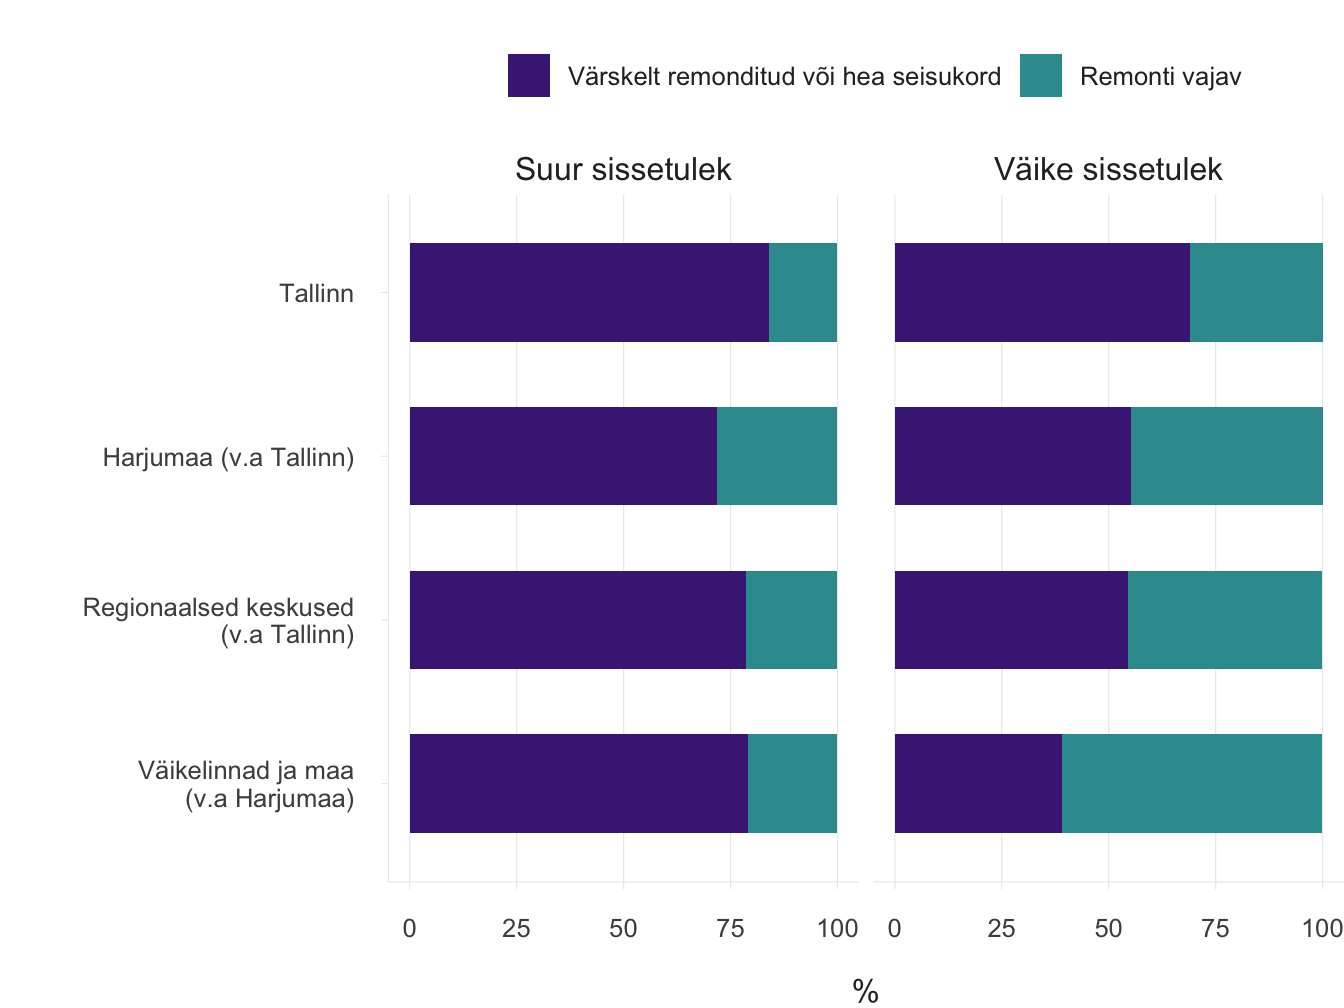 Värskelt remonditud või hea seisukord
Remonti vajav
Suur sissetulek
Väike sissetulek
Tallinn
Harjumaa (v.a Tallinn)
Regionaalsed keskused
(v.a Tallinn)
Väikelinnad ja maa
(v.a Harjumaa)
0 25 50 75 100
0 25 50 75 100
%